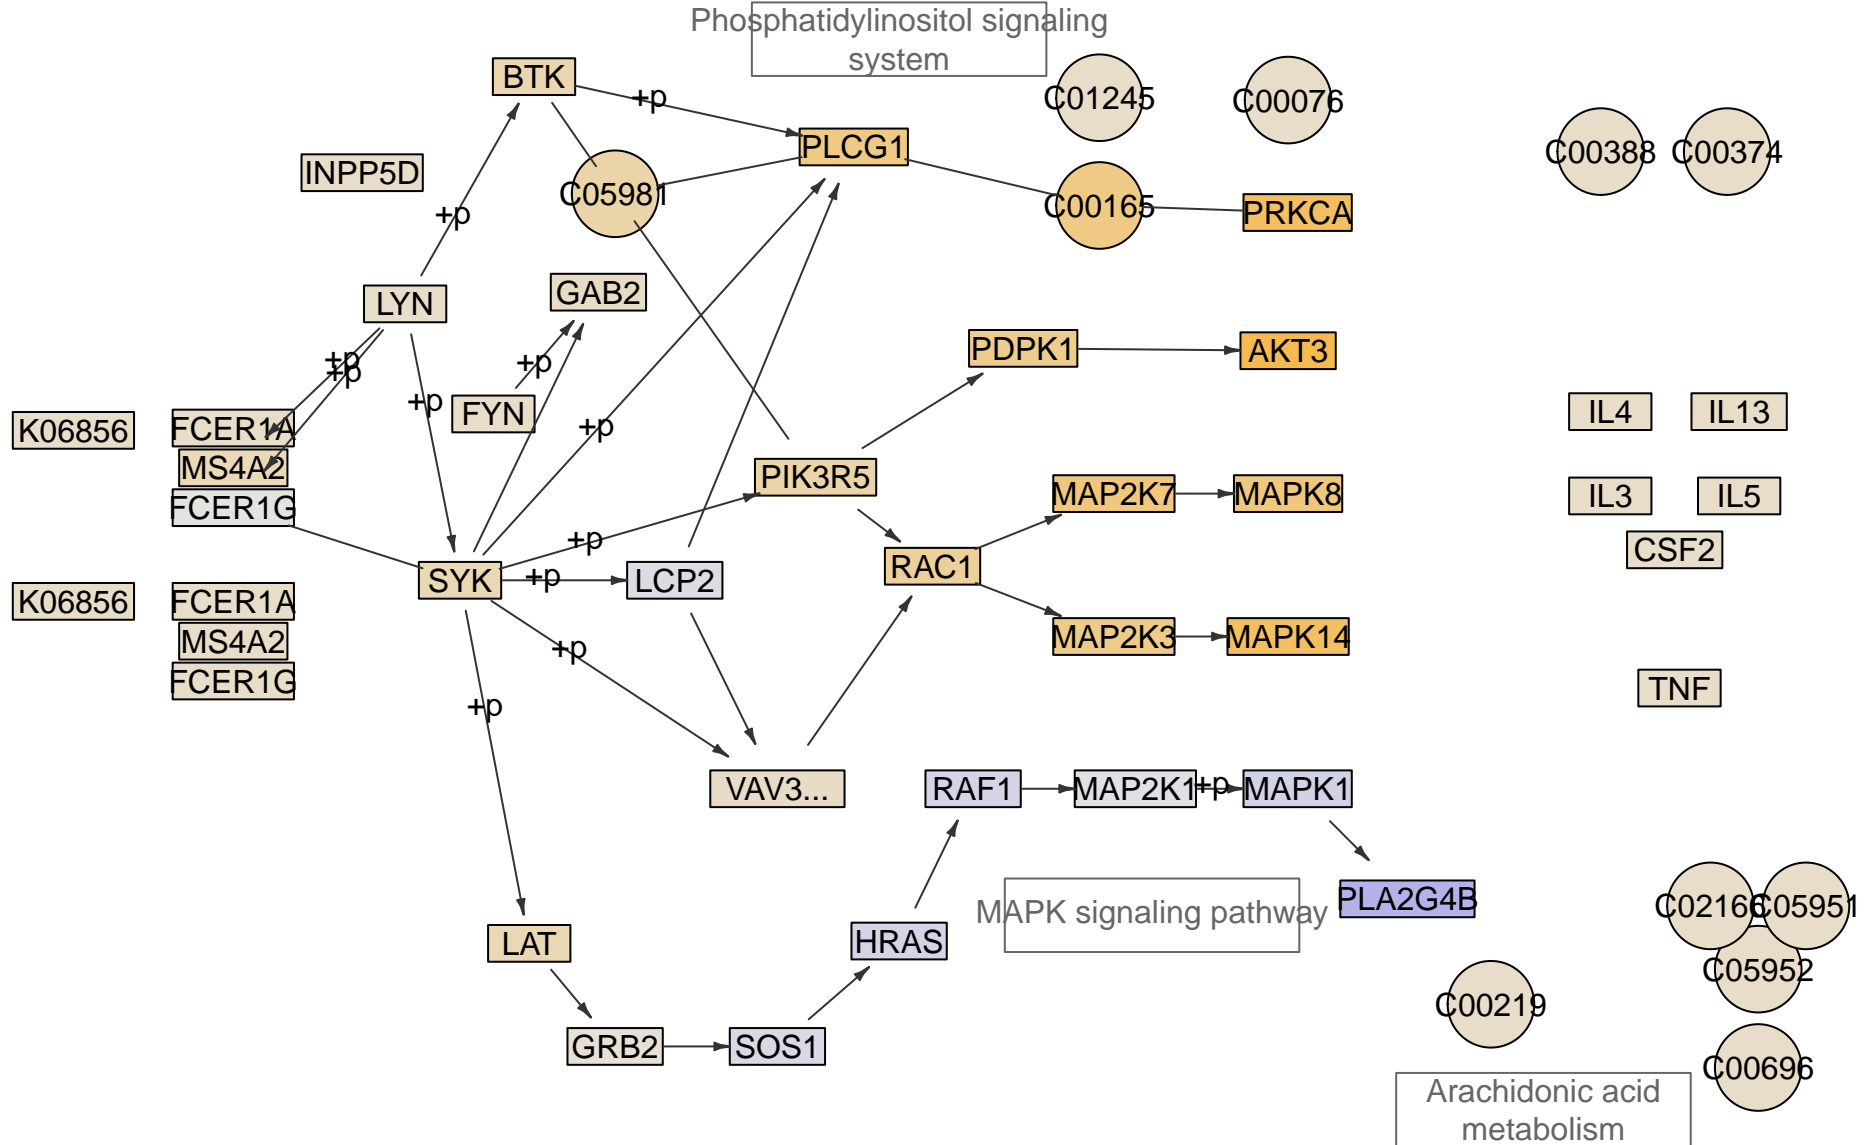 Phosphatidylinositol signaling
system
BTK
+p
C01245
C00076
PLCG1
C00388
C00374
INPP5D
C05981
+p
C00165
PRKCA
LYN
GAB2
PDPK1
AKT3
+p
+p
+p
+p
FYN
+p
K06856
FCER1A
MS4A2
FCER1G
IL4
IL13
PIK3R5
MAP2K7
MAPK8
IL3
IL5
CSF2
+p
SYK
+p
LCP2
RAC1
K06856
FCER1A
MS4A2
FCER1G
+p
MAP2K3
MAPK14
TNF
+p
VAV3...
RAF1
MAP2K1
+p
MAPK1
MAPK signaling pathway
PLA2G4B
C02166
C05951
C05952
LAT
HRAS
C00219
GRB2
SOS1
C00696
Arachidonic acid
metabolism